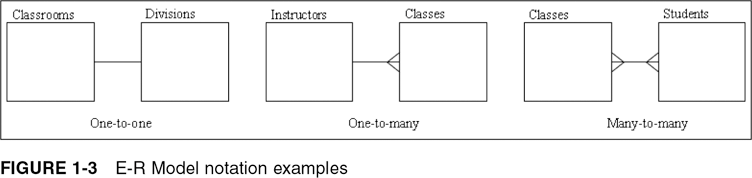 Classrooms Divisions Instructors Classes Classes Students
One-to-one One-to-many Many-to-many
FIGURE 1-3 E-R Model notation examples